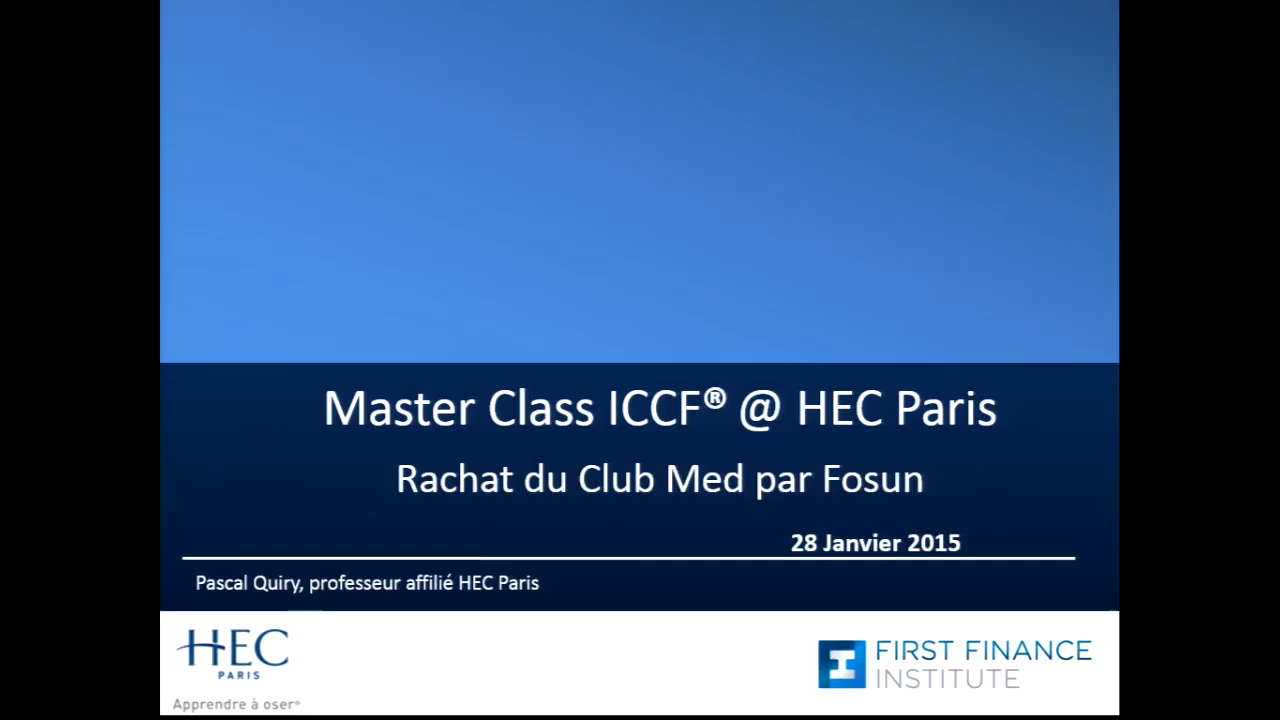 Master Class ICCF® @ HEC Paris
Rachat du Club Med par Fosun
28 Janvier 2015
Pascal Quiry, professeur affilié HEC Paris
HEC
PARIS
Apprendre à oser®
FIRST FINANCE
INSTITUTE